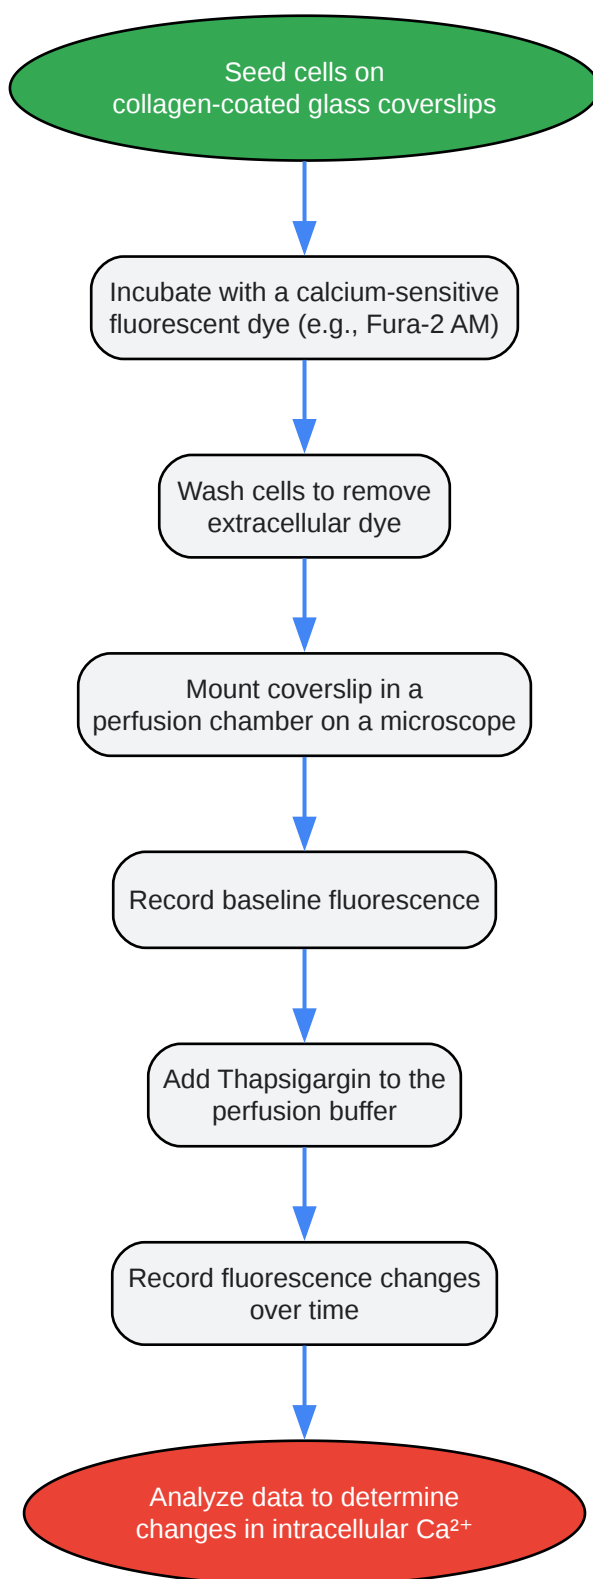 Seed cells on
collagen-coated glass coverslips
Incubate with a calcium-sensitive
fluorescent dye (e.g., Fura-2 AM)
Wash cells to remove
extracellular dye
Mount coverslip in a
perfusion chamber on a microscope
Record baseline fluorescence
Add Thapsigargin to the
perfusion buffer
Record fluorescence changes
over time
Analyze data to determine
changes in intracellular Ca²⁺